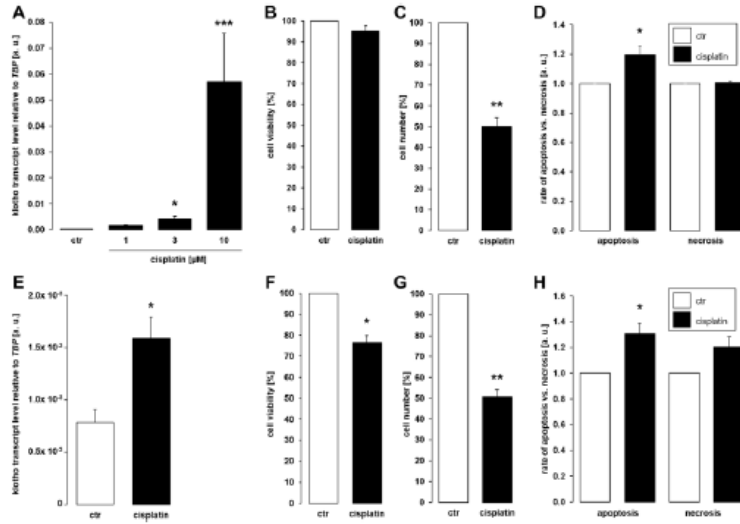 A
klotho transcript level relative to TBP [a. u.]
0.08
0.07
0.06
0.05
0.04
0.03
0.02
0.01
0.00
*
***
ctr
1
3
10
cisplatin [µM]
B
cell viability [%]
100
90
80
70
60
50
40
30
20
10
0
ctr
cisplatin
C
cell number [%]
100
90
80
70
60
50
40
30
20
10
0
**
ctr
cisplatin
D
rate of apoptosis vs. necrosis [a. u.]
1.4
1.2
1.0
0.8
0.6
0.4
0.2
0.0
*
ctr
cisplatin
apoptosis
necrosis
E
klotho transcript level relative to TBP [a. u.]
0
*
ctr
cisplatin
F
cell viability [%]
100
90
80
70
60
50
40
30
20
10
0
*
ctr
cisplatin
G
cell number [%]
100
90
80
70
60
50
40
30
20
10
0
**
ctr
cisplatin
H
rate of apoptosis vs. necrosis [a. u.]
1.6
1.4
1.2
1.0
0.8
0.6
0.4
0.2
0.0
*
ctr
cisplatin
apoptosis
necrosis